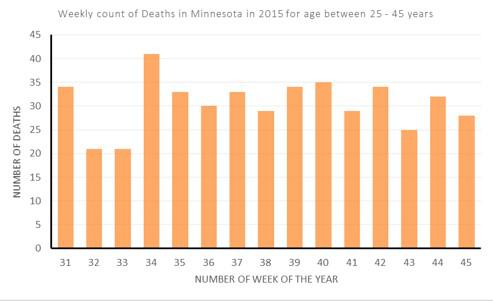 Weekly count of Deaths in Minnesota in 2015 for age between 25 - 45 years
45
40
35
30
25
20
15
10
5
0
NUMBER OF DEATHS
31 32 33 34 35 36 37 38 39 40 41 42 43 44 45
NUMBER OF WEEK OF THE YEAR